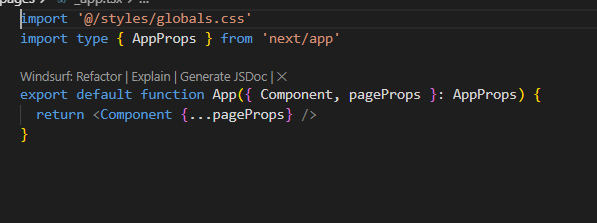 pages > _app.tsx > ...
import '@/styles/globals.css'
import type { AppProps } from 'next/app'
Windsurf: Refactor | Explain | Generate JSDoc | ×
export default function App({ Component, pageProps }: AppProps) {
return <Component {...pageProps} />
}